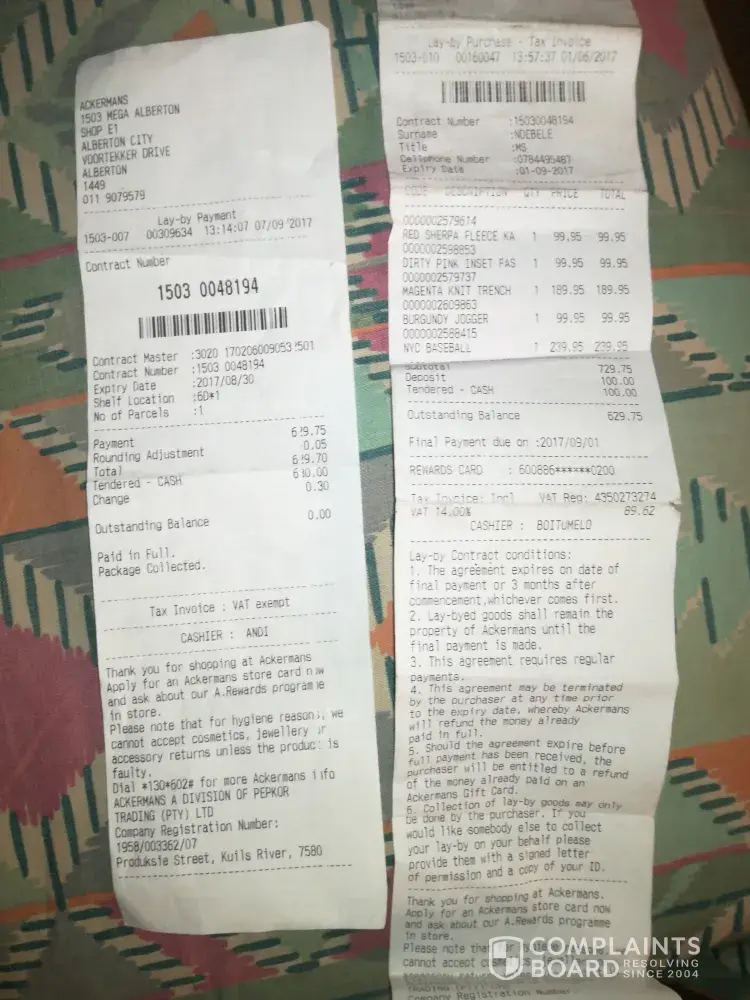 ACKERMANS
1503 MEGA ALBERTON
SHOP E1
ALBERTON CITY
VOORTEKKER DRIVE
ALBERTON
1449
011 9079579
Lay-by Payment
1503-007 00309634 13:14:07 07/09 2017
Contract Number
1503 0048194
Contract Master :3020 170206009053 501
Contract Number :1503 0048194
Expiry Date :2017/08/30
Shelf Location :6D*1
No of Parcels :1
Payment 6 9.75
Rounding Adjustment 0.05
Total 6 9.70
Tendered - CASH 6 0.00
Change 0.30
Outstanding Balance 0.00
Paid in Full.
Package Collected.
Tax Invoice : VAT exempt
CASHIER : ANDI
Thank you for shopping at Ackermans
Apply for an Ackermans store card now
and ask about our A.Rewards programme
in store.
Please note that for hygiene reasons, we
cannot accept cosmetics, jewellery or
accessory returns unless the product is
faulty.
Dial *130*602# for more Ackermans info
ACKERMANS A DIVISION OF PEPKOR
TRADING (PTY) LTD
Company Registration Number:
1958/003362/07
Produksie Street, Kuils River, 7580
Lay-by Purchase - Tax Invoice
1503-010 00160047 13:57:37 01/06/2017
Contract Number :15030048194
Surname :NDEBELE
Title :MS
Cellphone Number :0784495487
Expiry Date :01-09-2017
CODE DESCRIPTION QTY PRICE TOTAL
0000002579614
RED SHERPA FLEECE KA 1 99.95 99.95
0000002598853
DIRTY PINK INSET FAS 1 99.95 99.95
0000002579737
MAGENTA KNIT TRENCH 1 189.95 189.95
0000002609863
BURGUNDY JOGGER 1 99.95 99.95
0000002588415
NYC BASEBALL 1 239.95 239.95
Subtotal 729.75
Deposit 100.00
Tendered - CASH 100.00
Outstanding Balance 629.75
Final Payment due on :2017/09/01
REWARDS CARD : 600886******0200
Tax Invoice: Incl VAT Reg: 4350273274
VAT 14.00% 89.62
CASHIER : BOITUMELO
Lay-by Contract conditions:
1. The agreement expires on date of
final payment or 3 months after
commencement,whichever comes first.
2. Lay-byed goods shall remain the
property of Ackermans until the
final payment is made.
3. This agreement requires regular
payments.
4. This agreement may be terminated
by the purchaser at any time prior
to the expiry date, whereby Ackermans
will refund the money already
paid in full.
5. Should the agreement expire before
full payment has been received, the
purchaser will be entitled to a refund
of the money already paid on an
Ackermans Gift Card.
6. Collection of lay-by goods may only
be done by the purchaser. If you
would like somebody else to collect
your lay-by on your behalf please
provide them with a signed letter
of permission and a copy of your ID.
Thank you for shopping at Ackermans.
Apply for an Ackermans store card now
and ask about our A.Rewards programme
in store.
Please note that for
cannot accept
TRADING (PTY) LTD
Company Registration Number
COMPLAINTS
BOARD RESOLVING
SINCE 2004